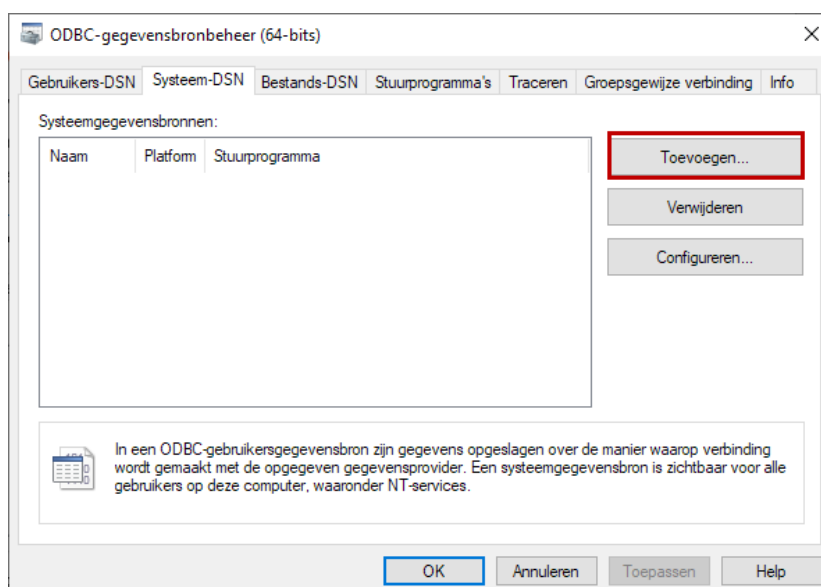 ODBC-gegevensbronbeheer (64-bits)
Gebruikers-DSN Systeem-DSN Bestands-DSN Stuurprogramma's Traceren Groepsgewijze verbinding Info
Systeemgegevensbronnen:
Naam Platform Stuurprogramma
Toevoegen...
Verwijderen
Configureren...
In een ODBC-gebruikersgegevensbron zijn gegevens opgeslagen over de manier waarop verbinding
wordt gemaakt met de opgegeven gegevensprovider. Een systeemgegevensbron is zichtbaar voor alle
gebruikers op deze computer, waaronder NT-services.
OK Annuleren Toepassen Help